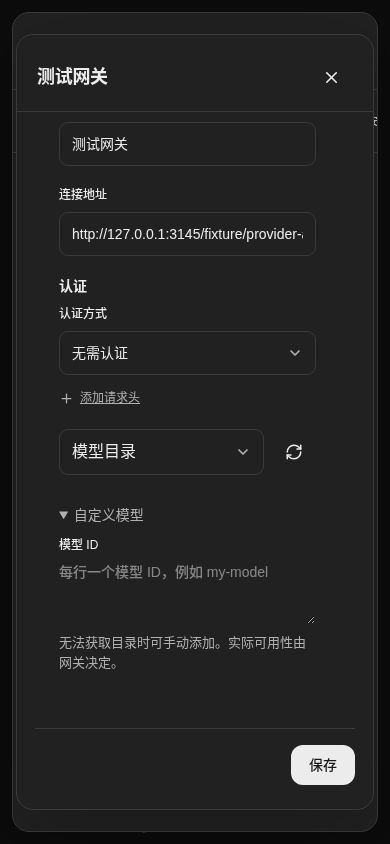 测试网关
测试网关
连接地址
http://127.0.0.1:3145/fixture/provider-
认证
认证方式
无需认证
添加请求头
模型目录
自定义模型
模型 ID
每行一个模型 ID，例如 my-model
无法获取目录时可手动添加。实际可用性由
网关决定。
保存